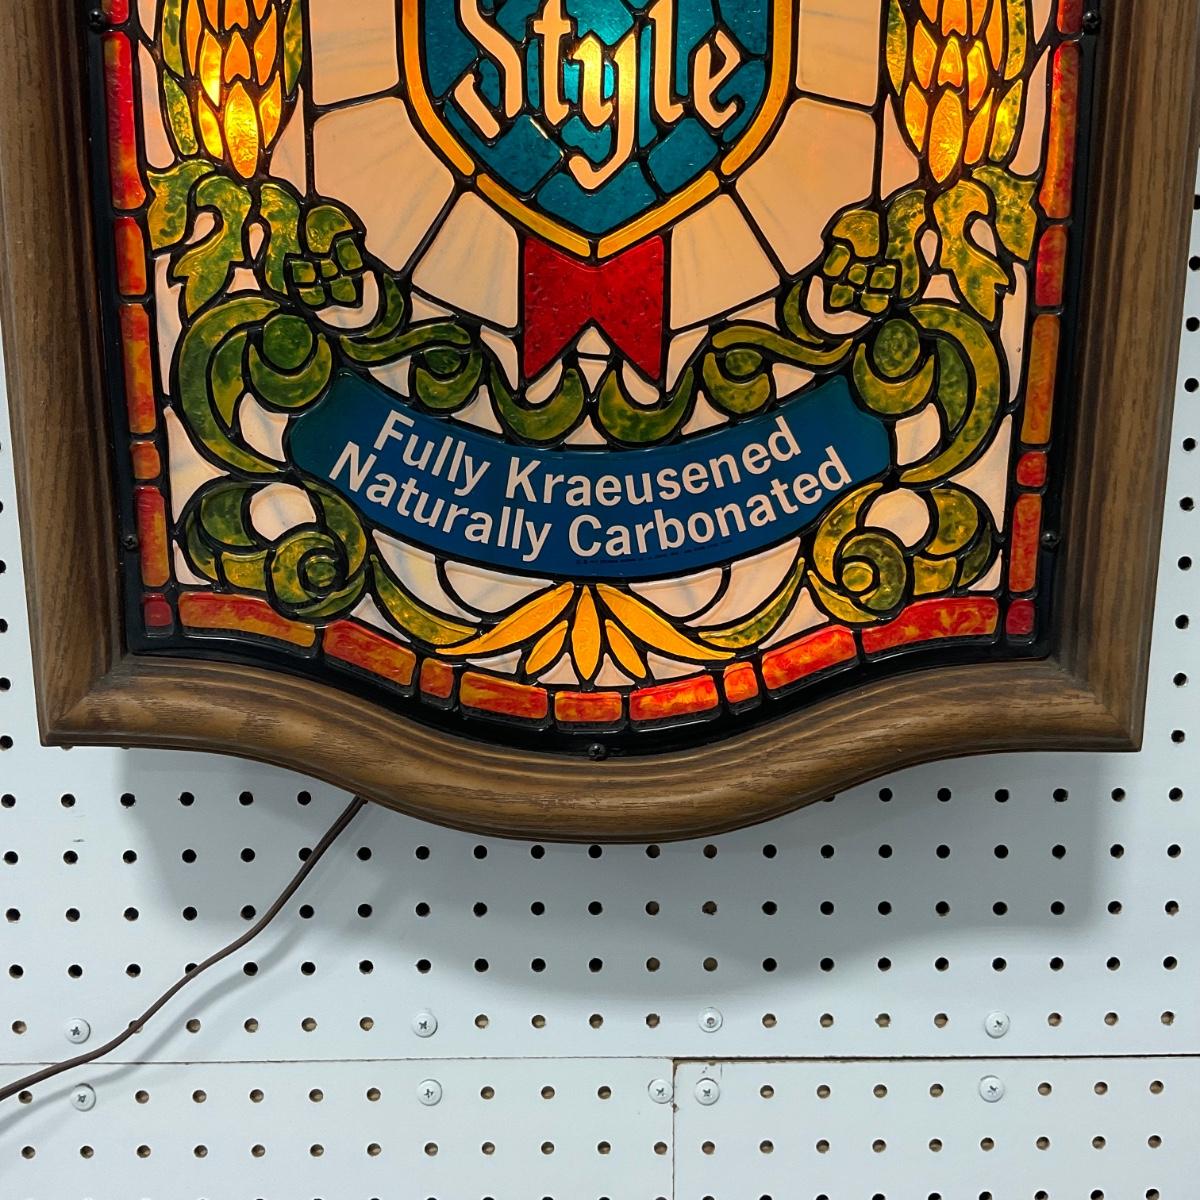 Style
Fully Kraeusened
Naturally Carbonated